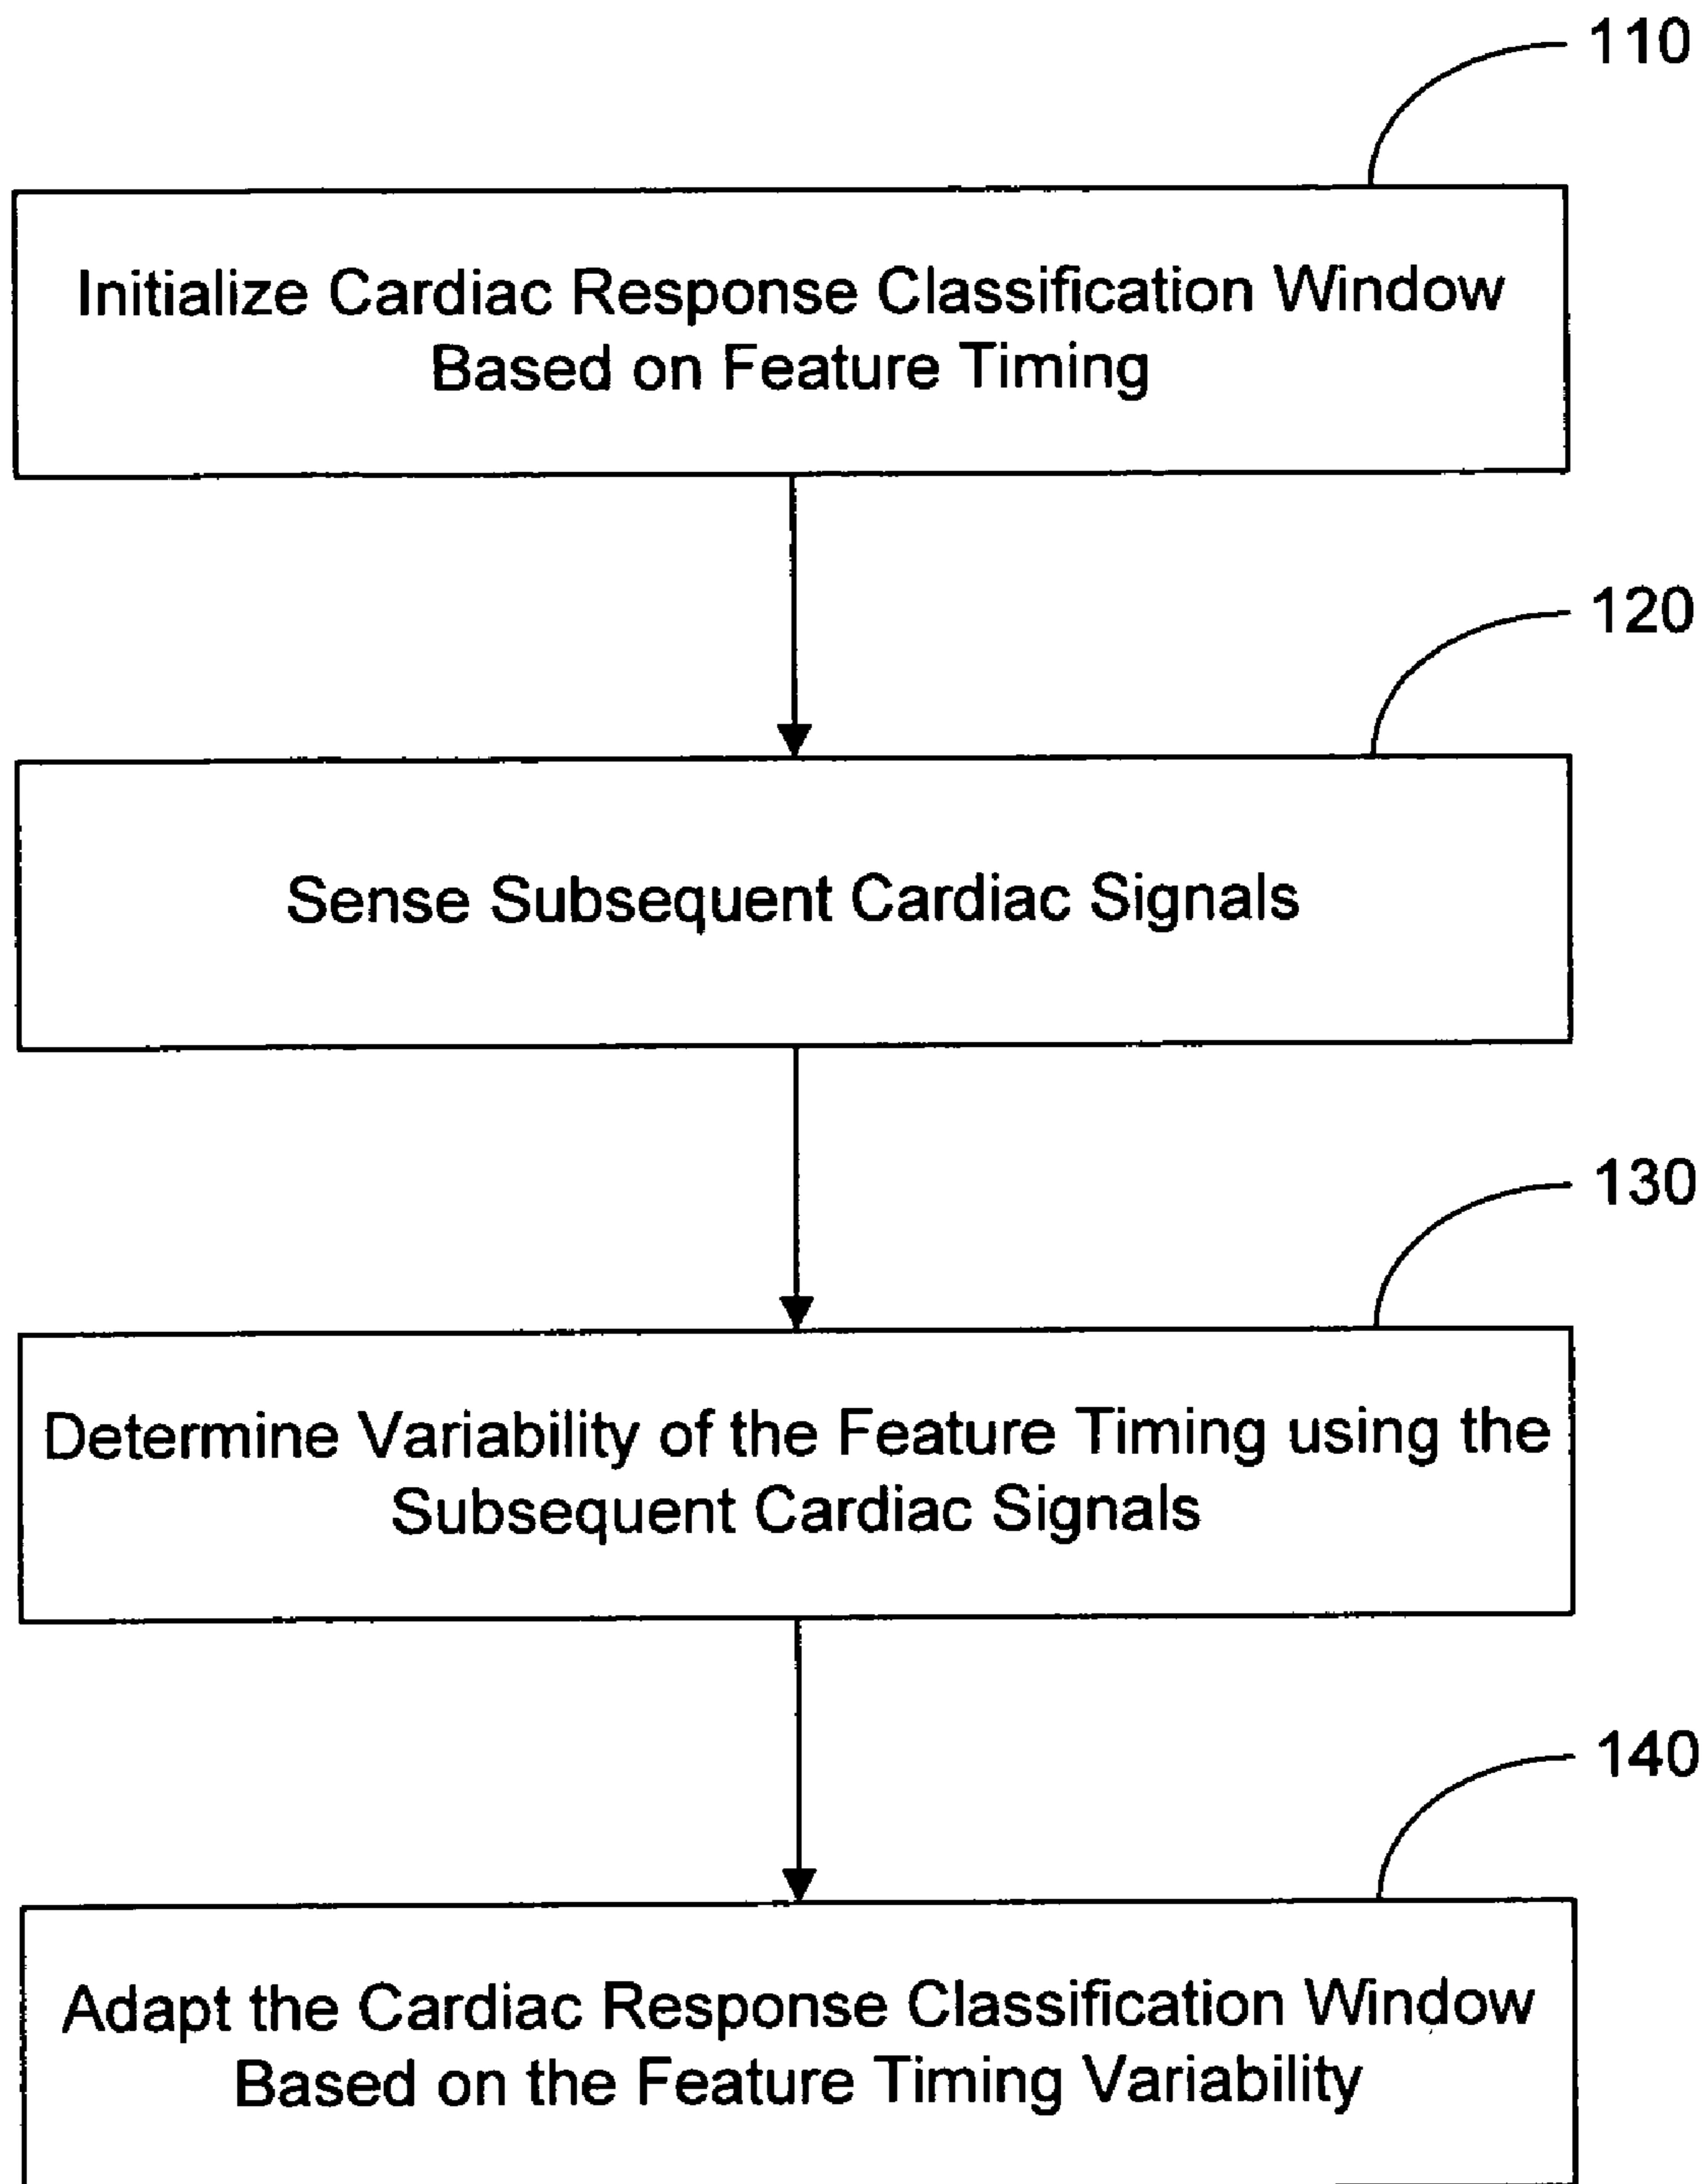 110
Initialize Cardiac Response Classification Window
Based on Feature Timing
120
Sense Subsequent Cardiac Signals
130
Determine Variability of the Feature Timing using the
Subsequent Cardiac Signals
140
Adapt the Cardiac Response Classification Window
Based on the Feature Timing Variability